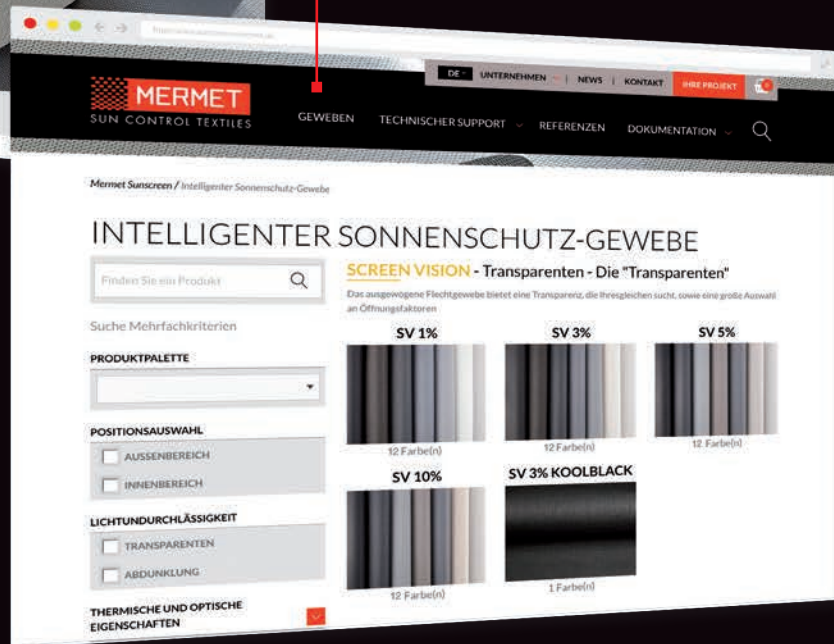 DE
UNTERNEHMEN | NEWS | KONTAKT
IHRE PROJEKT
0
MERMET
SUN CONTROL TEXTILES
GEWEBEN
TECHNISCHER SUPPORT
REFERENZEN
DOKUMENTATION
Mermet Sunscreen / Intelligenter Sonnenschutz-Gewebe
INTELLIGENTER SONNENSCHUTZ-GEWEBE
Finden Sie ein Produkt
Suche Mehrfachkriterien
PRODUKTPALETTE
POSITIONSAUSWAHL
AUSSENBEREICH
INNENBEREICH
LICHTUNDURCHLÄSSIGKEIT
TRANSPARENTEN
ABDUNKLUNG
THERMISCHE UND OPTISCHE
EIGENSCHAFTEN
SCREEN VISION - Transparenten - Die "Transparenten"
Das ausgewogene Flechtgewebe bietet eine Transparenz, die Ihresgleichen sucht, sowie eine große Auswahl
an Öffnungsfaktoren
SV 1%
12 Farbe(n)
SV 3%
12 Farbe(n)
SV 5%
12 Farbe(n)
SV 10%
12 Farbe(n)
SV 3% KOOLBLACK
1 Farbe(n)